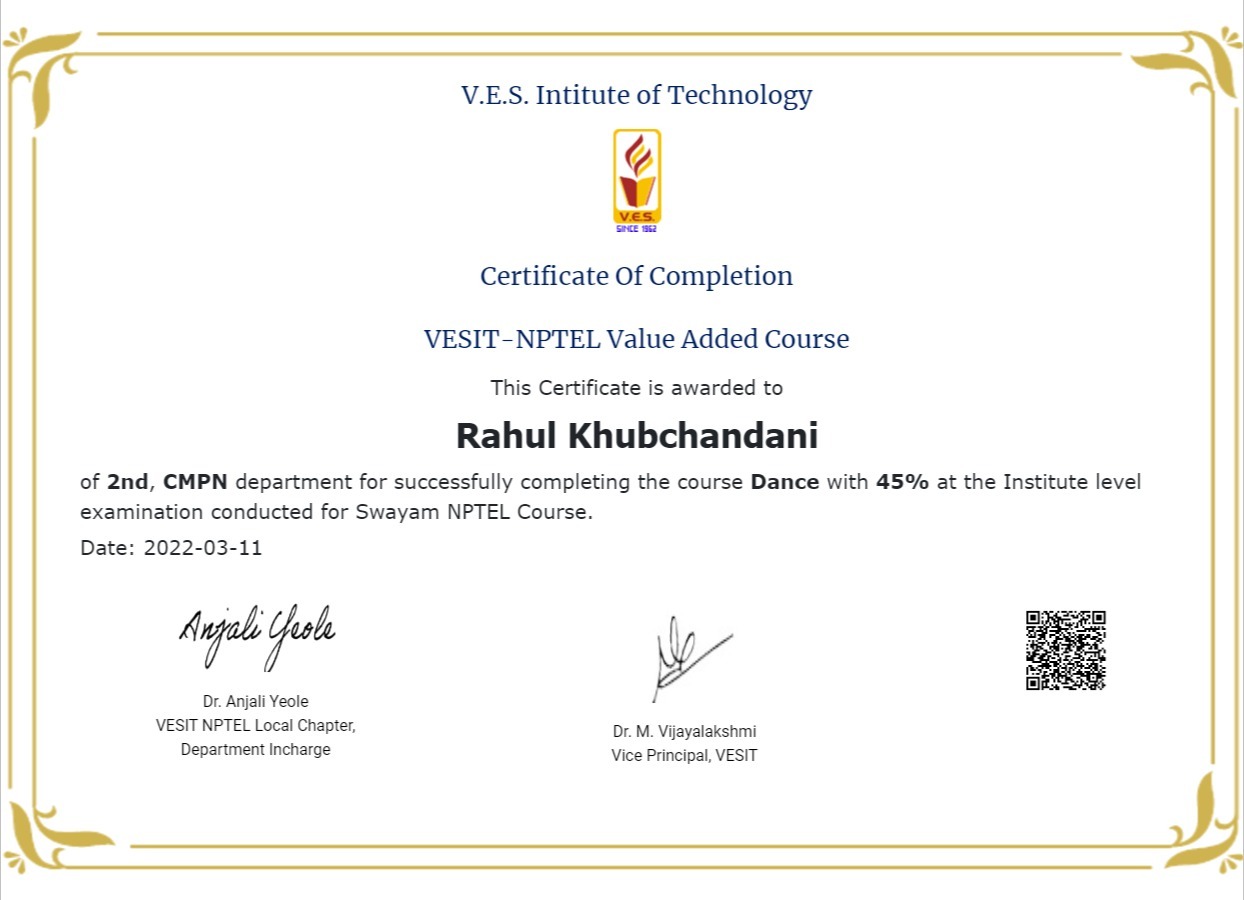 V.E.S. Intitute of Technology
V.E.S.
SINCE 1962
Certificate Of Completion
VESIT-NPTEL Value Added Course
This Certificate is awarded to
Rahul Khubchandani
of 2nd, CMPN department for successfully completing the course Dance with 45% at the Institute level
examination conducted for Swayam NPTEL Course.
Date: 2022-03-11
Anjali Yeole
Dr. Anjali Yeole
VESIT NPTEL Local Chapter,
Department Incharge
Dr. M. Vijayalakshmi
Vice Principal, VESIT